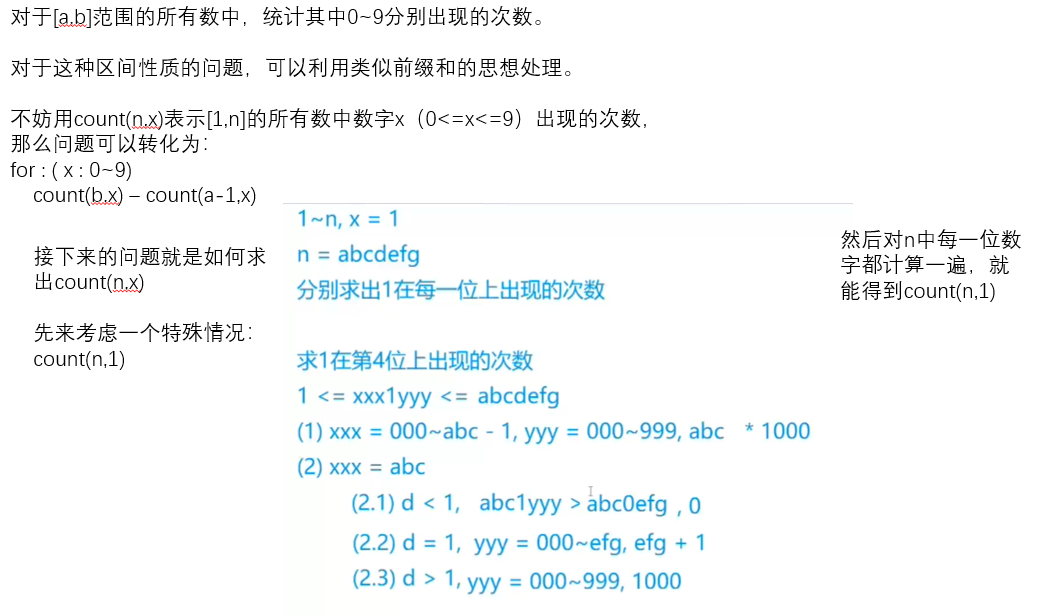 对于[a,b]范围的所有数中，统计其中0~9分别出现的次数。
对于这种区间性质的问题，可以利用类似前缀和的思想处理。
不妨用count(n,x)表示[1,n]的所有数中数字x（0<=x<=9）出现的次数，
那么问题可以转化为：
for : ( x : 0~9)
count(b,x) – count(a-1,x)
接下来的问题就是如何求
出count(n,x)
先来考虑一个特殊情况：
count(n,1)
1~n, x = 1
n = abcdefg
分别求出1在每一位上出现的次数
求1在第4位上出现的次数
1 <= xxx1yyy <= abcdefg
(1) xxx = 000~abc - 1, yyy = 000~999, abc * 1000
(2) xxx = abc
(2.1) d < 1, abc1yyy > abc0efg , 0
(2.2) d = 1, yyy = 000~efg, efg + 1
(2.3) d > 1, yyy = 000~999, 1000
然后对n中每一位数
字都计算一遍，就
能得到count(n,1)